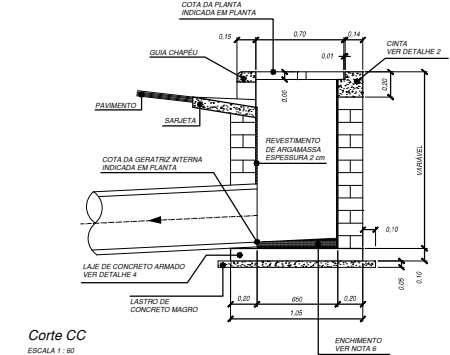 COTA DA PLANTA
INDICADA EM PLANTA
0,15
0,70
0,14
GUIA CHAPÉU
0,01
CINTA
VER DETALHE 2
0,06
0,20
PAVIMENTO
SARJETA
REVESTIMENTO
DE ARGAMASSA
ESPESSURA 2 cm
COTA DA GERATRIZ INTERNA
INDICADA EM PLANTA
VARIÁVEL
0,10
LAJE DE CONCRETO ARMADO
VER DETALHE 4
LASTRO DE
CONCRETO MAGRO
0,20
650
0,20
0,05
0,10
1,05
Corte CC
ESCALA 1 : 60
ENCHIMENTO
VER NOTA 6